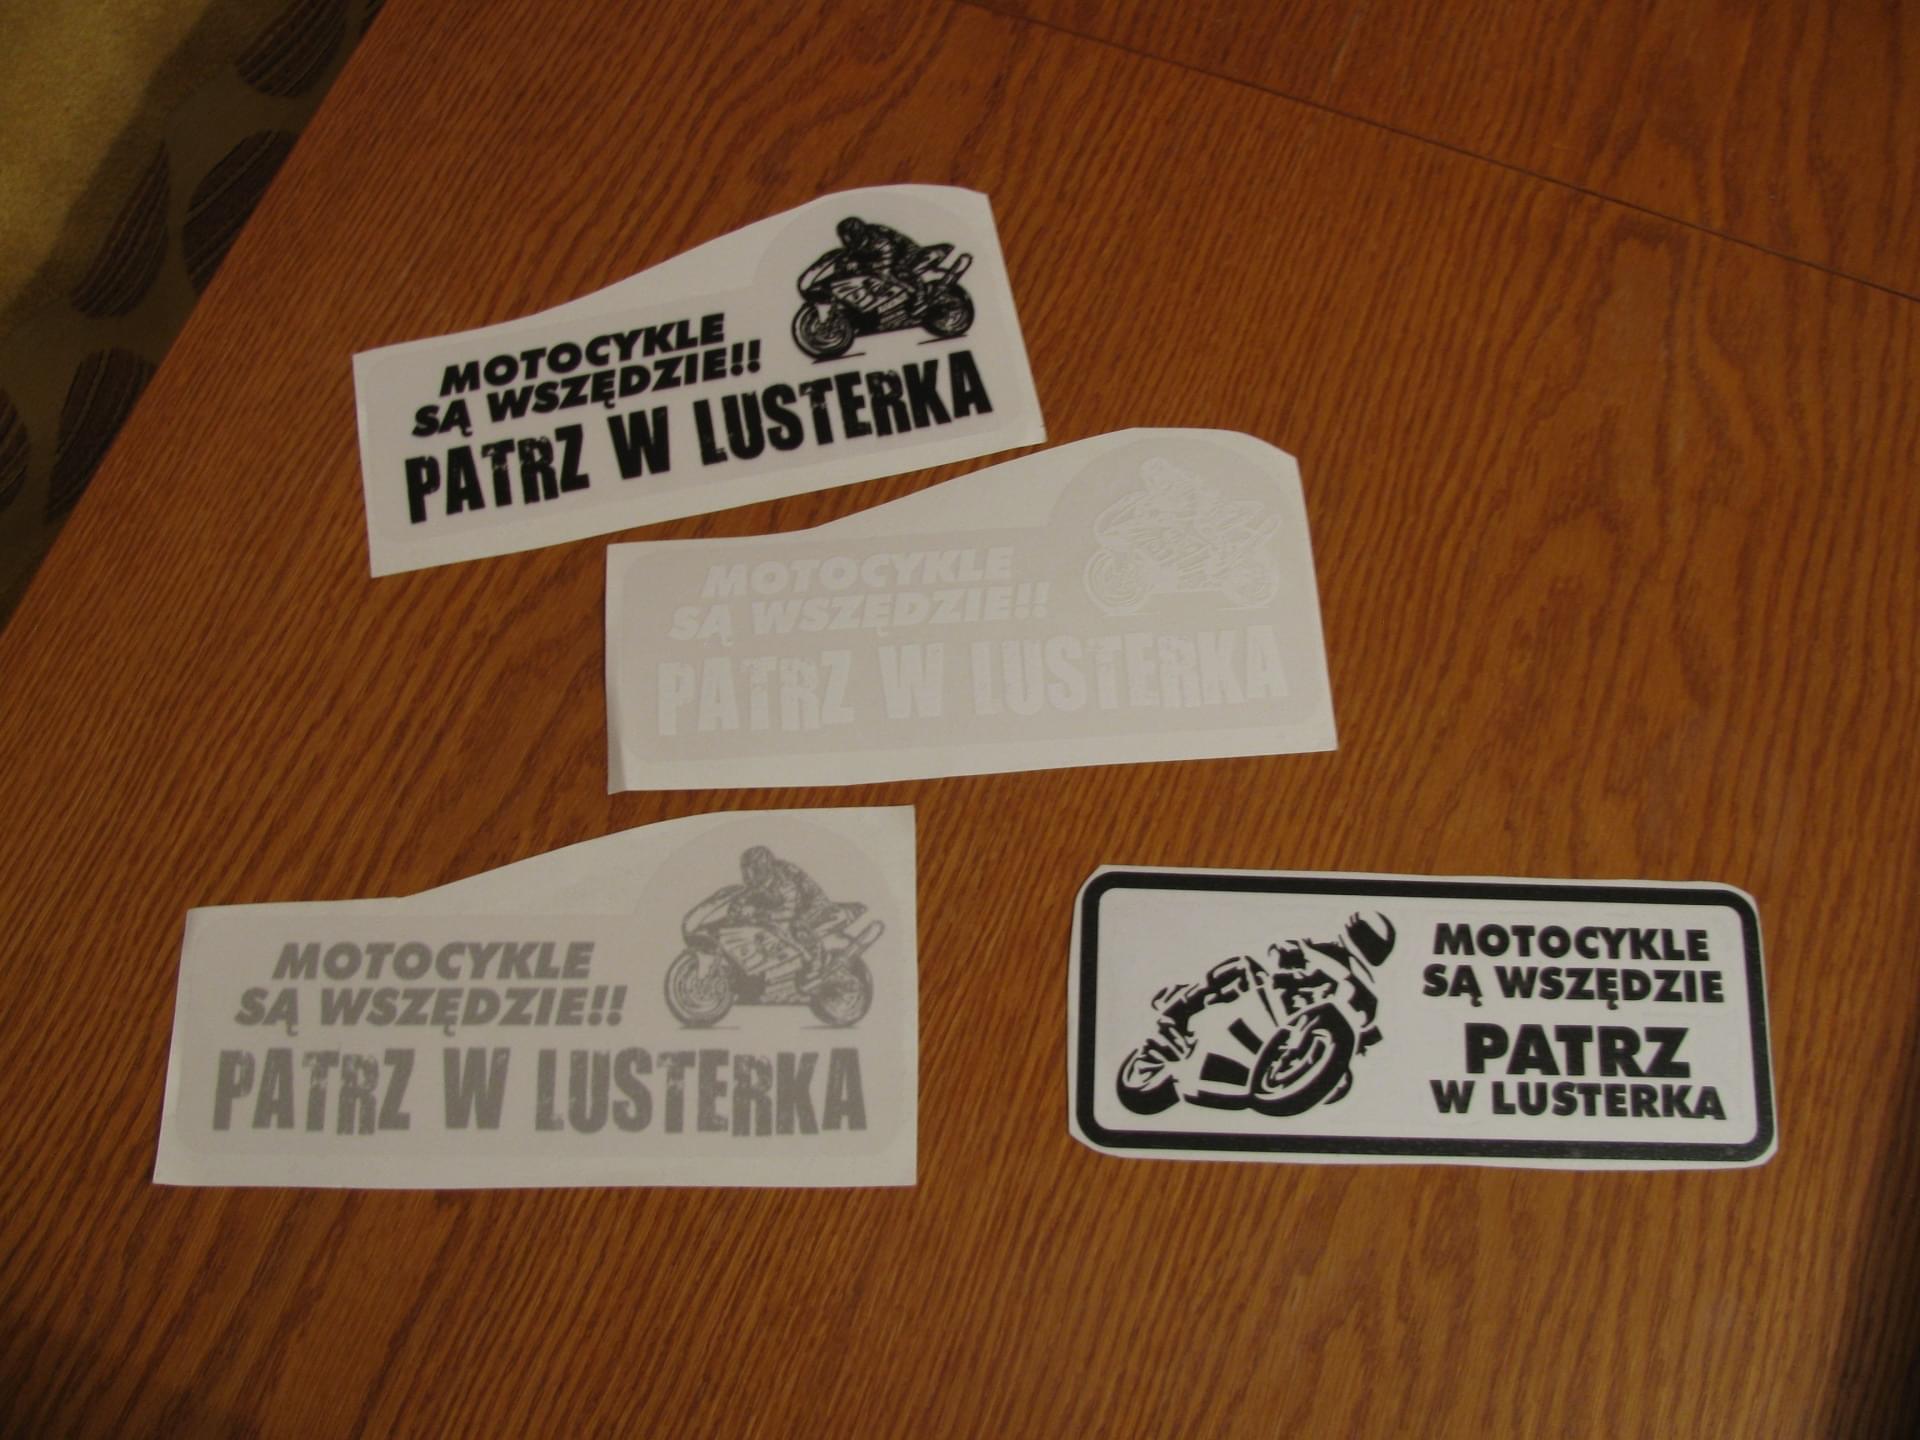 MOTOCYKLE
SĄ WSZĘDZIE!!
PATRZ W LUSTERKA
MOTOCYKLE
SĄ WSZĘDZIE!!
PATRZ W LUSTERKA
MOTOCYKLE
SĄ WSZĘDZIE!!
PATRZ W LUSTERKA
MOTOCYKLE
SĄ WSZĘDZIE
PATRZ
W LUSTERKA